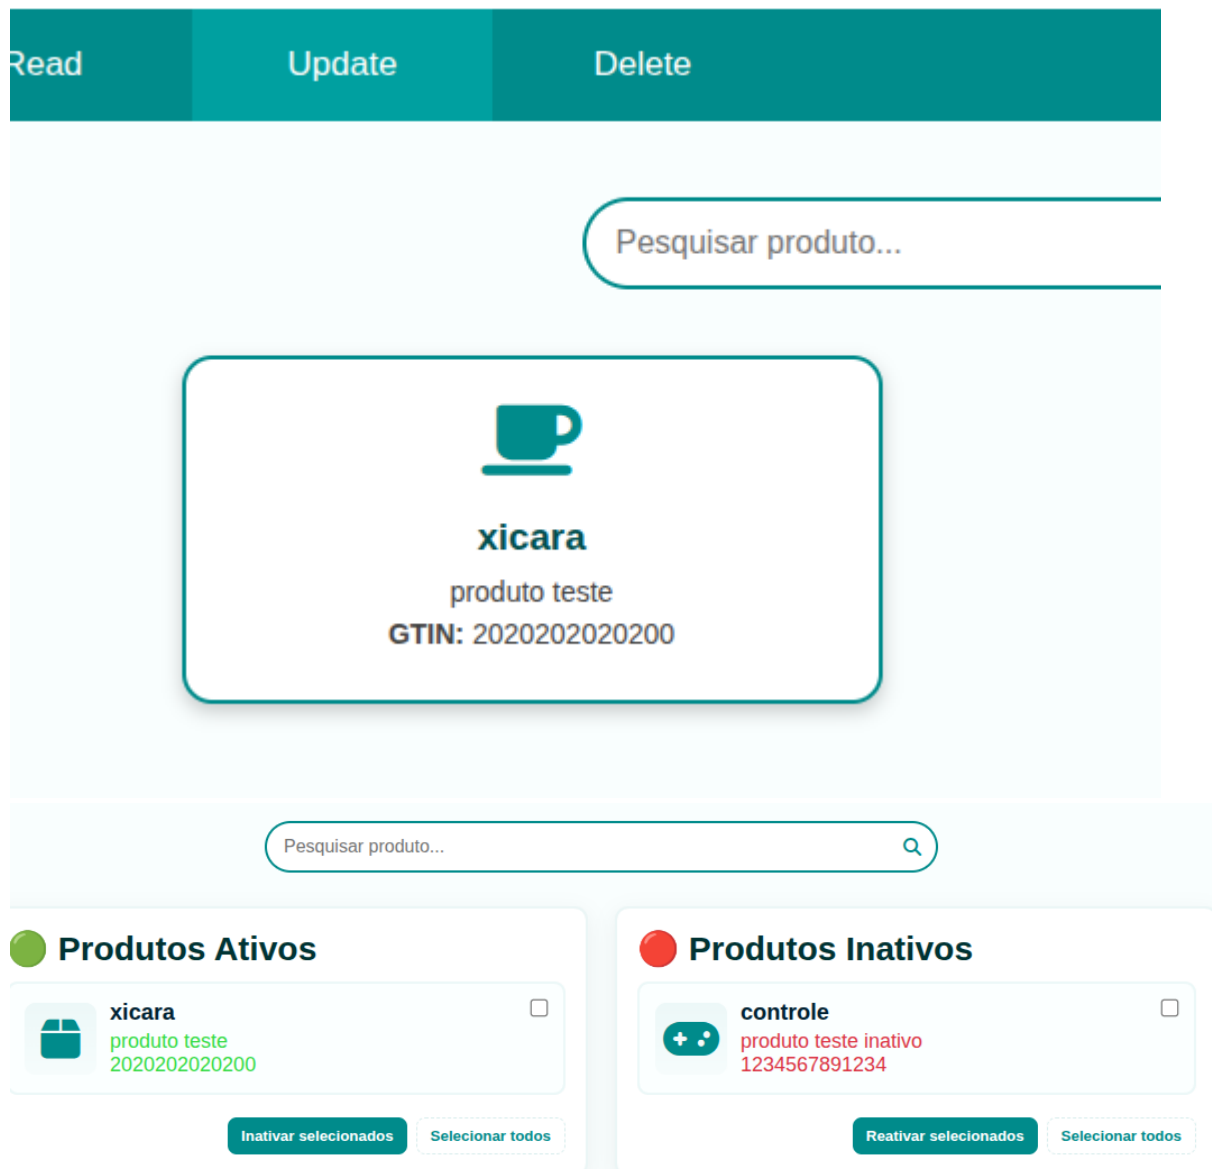 Read
Update
Delete
Pesquisar produto...
xicara
produto teste
GTIN: 2020202020200
Pesquisar produto...
Produtos Ativos
xicara
produto teste
2020202020200
Inativar selecionados
Selecionar todos
Produtos Inativos
controle
produto teste inativo
1234567891234
Reativar selecionados
Selecionar todos